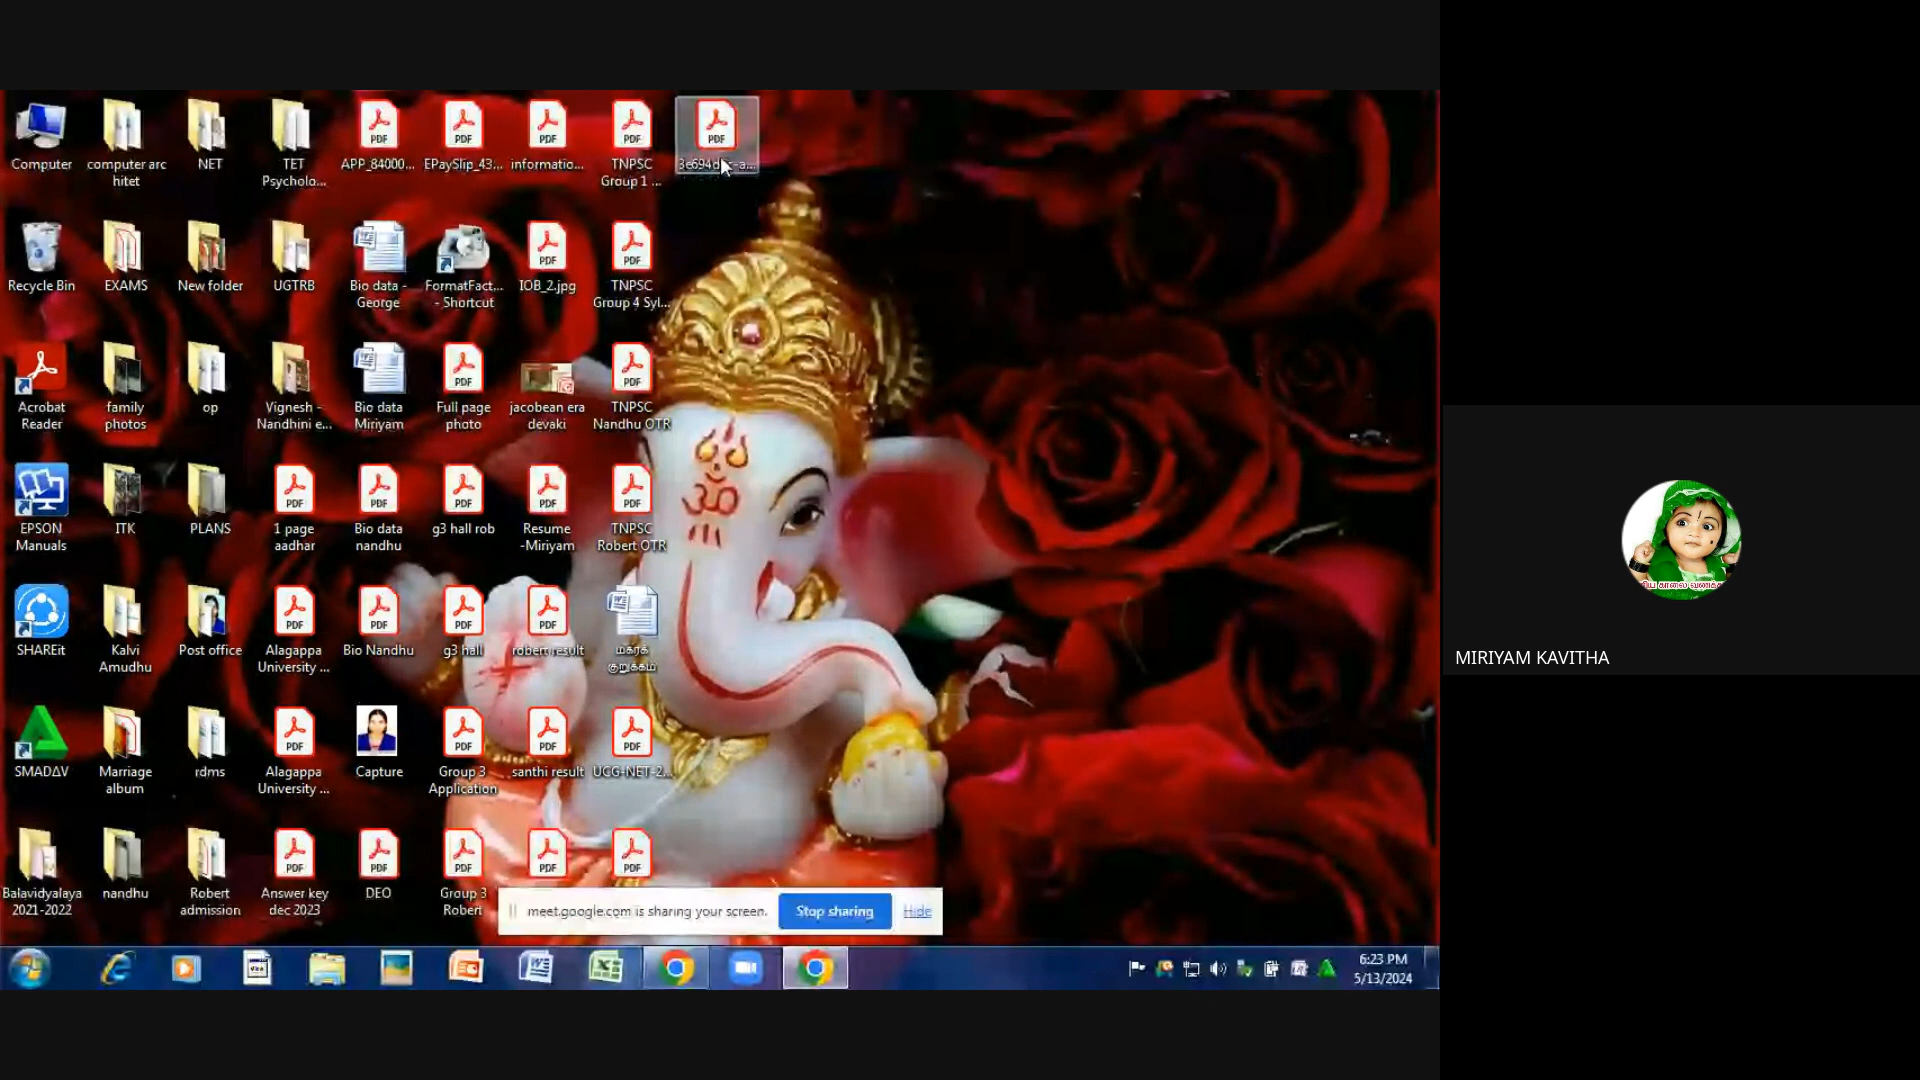 Computer
computer arc
hitet
NET
TET
Psycholo...
APP_84000...
EPaySlip_43:...
informatio...
TNPSC
Group 1 ...
Recycle Bin
EXAMS
New folder
UGTRB
Bio data -
George
FormatFact...
- Shortcut
IOB_2.jpg
TNPSC
Group 4 Syl...
Acrobat
Reader
family
photos
op
Vignesh -
Nandhini e...
Bio data
Miriyam
Full page
photo
jacobean era
devaki
TNPSC
Nandhu OTR
EPSON
Manuals
ITK
PLANS
1 page
aadhar
Bio data
nandhu
g3 hall rob
Resume
-Miriyam
TNPSC
Robert OTR
SHAREit
Kalvi
Amudhu
Post office
Alagappa
University ...
Bio Nandhu
g3 hall
robert result
மகரக்
குறுக்கம்
SMADAV
Marriage
album
rdms
Alagappa
University ...
Capture
Group 3
Application
santhi result
UCG-NET-2...
Balavidyalaya
2021-2022
nandhu
Robert
admission
Answer key
dec 2023
DEO
Group 3
Robert
meet.google.com is sharing your screen.
Stop sharing
Hide
6:23 PM
5/13/2024
MIRIYAM KAVITHA